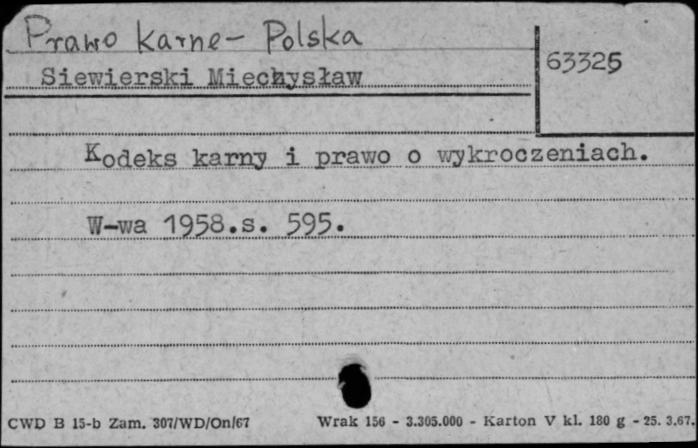 Prawo karne - Polska
Siewierski Miechysław
63325
Kodeks karny i prawo o wykroczeniach.
W-wa 1958.s. 595.
CWD B 15-b Zam. 307/WD/On/67
Wrak 156 - 3.305.000 - Karton V kl. 180 g - 25. 3.67